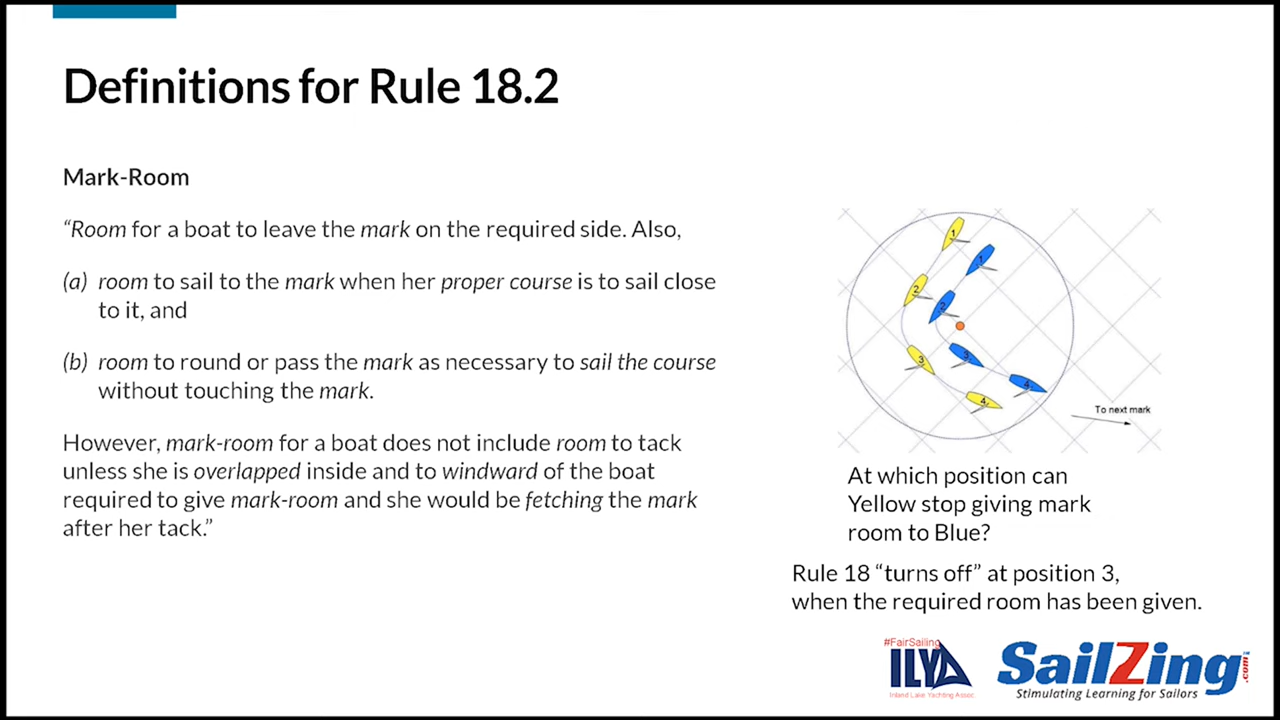 Definitions for Rule 18.2
Mark-Room
“Room for a boat to leave the mark on the required side. Also,
(a) room to sail to the mark when her proper course is to sail close
to it, and
(b) room to round or pass the mark as necessary to sail the course
without touching the mark.
However, mark-room for a boat does not include room to tack
unless she is overlapped inside and to windward of the boat
required to give mark-room and she would be fetching the mark
after her tack.”
1
1
2
2
3
3
4
4
To next mark
At which position can
Yellow stop giving mark
room to Blue?
Rule 18 “turns off” at position 3,
when the required room has been given.
#FairSailing
ILYA
Inland Lake Yachting Assoc.
SailZing.com
Stimulating Learning for Sailors